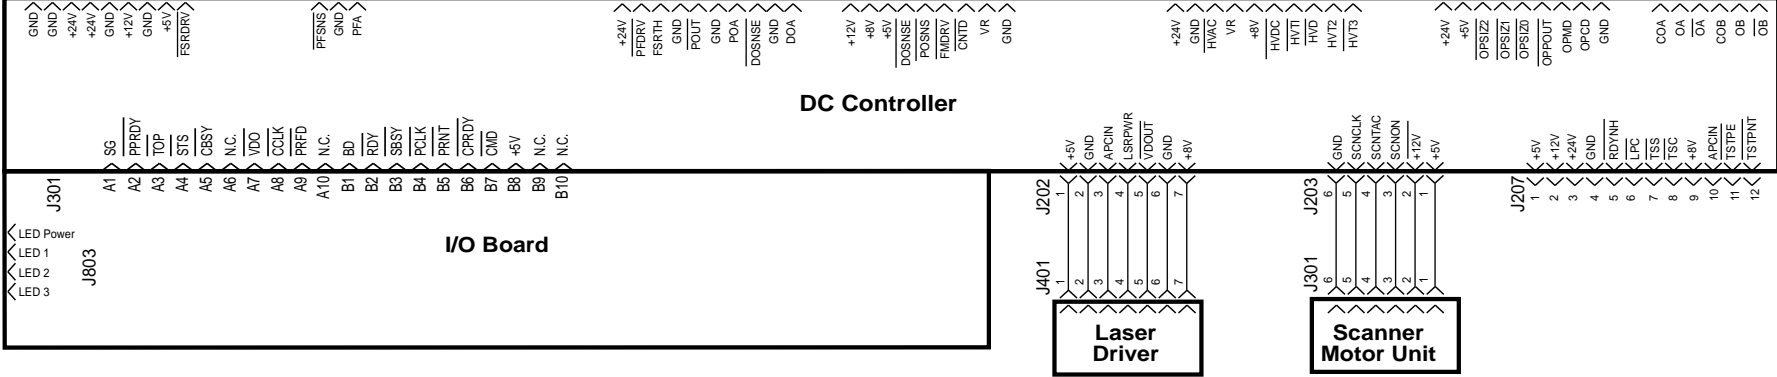 GND
GND
+24V
+24V
GND
+12V
GND
+5V
FSRDRV
PFSNS
GND
PFA
+24V
PFDRV
FSRTH
GND
POUT
GND
POA
DOSNSE
GND
DOA
+12V
+8V
+5V
DOSNSE
POSNS
FMDRV
CNTD
VR
GND
+24V
GND
HVAC
VR
+8V
HVDC
HVTI
HVD
HVT2
HVT3
+24V
+5V
OPSIZ2
OPSIZ1
OPSIZ0
OPPOUT
OPMD
OPCD
GND
COA
OA
OA
COB
OB
OB
DC Controller
SG
PPRDY
TOP
STS
CBSY
N.C.
VDO
CCLK
PRFD
N.C.
BD
RDY
SBSY
PCLK
PRNT
CPRDY
CMD
+5V
N.C.
N.C.
+5V
GND
APCIN
LSRPWR
VDOUT
GND
+8V
GND
SCNCLK
SCNTAC
SCNON
+12V
+5V
+5V
+12V
+24V
GND
RDYNH
LPC
TSS
TSC
+8V
APCIN
TSTPE
TSTPNT
J301
A1
A2
A3
A4
A5
A6
A7
A8
A9
A10
B1
B2
B3
B4
B5
B6
B7
B8
B9
B10
J202
1
2
3
4
5
6
7
J203
6
5
4
3
2
1
J207
1
2
3
4
5
6
7
8
9
10
11
12
LED Power
LED 1
LED 2
LED 3
J803
I/O Board
J401
1
2
3
4
5
6
7
J301
6
5
4
3
2
1
Laser
Driver
Scanner
Motor Unit